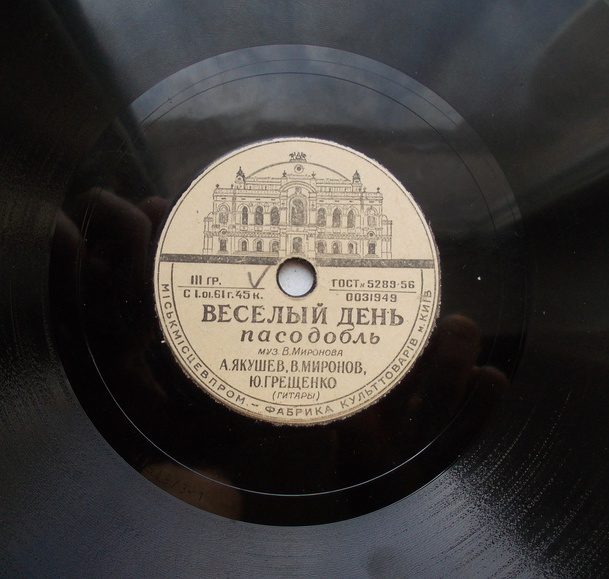 III ГР.
ГОСТ № 5289-56
С 1.01.61г. 45 к.
0031949
ВЕСЕЛЫЙ ДЕНЬ
пасодобль
МУЗ. В. МИРОНОВА
А. ЯКУШЕВ, В. МИРОНОВ,
Ю. ГРЕЩЕНКО
(ГИТАРЫ)
МІСЬКМІСЦЕВПРОМ. – ФАБРИКА КУЛЬТТОВАРІВ м. КИЇВ